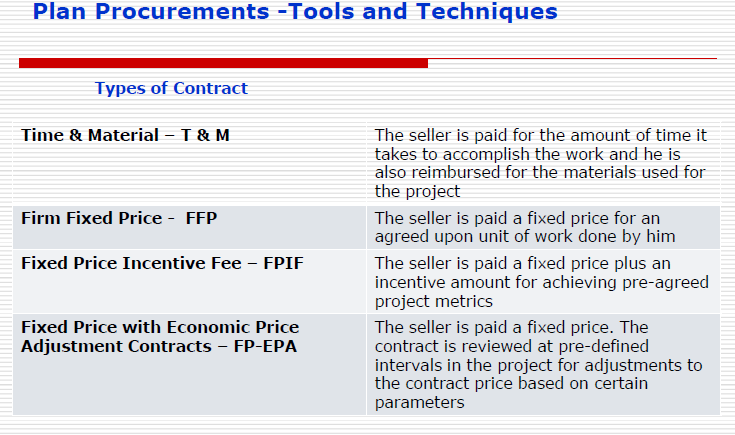 Plan Procurements -Tools and Techniques
Types of Contract
Time & Material – T & M
The seller is paid for the amount of time it
takes to accomplish the work and he is
also reimbursed for the materials used for
the project
Firm Fixed Price -  FFP
The seller is paid a fixed price for an
agreed upon unit of work done by him
Fixed Price Incentive Fee – FPIF
The seller is paid a fixed price plus an
incentive amount for achieving pre-agreed
project metrics
Fixed Price with Economic Price
Adjustment Contracts – FP-EPA
The seller is paid a fixed price. The
contract is reviewed at pre-defined
intervals in the project for adjustments to
the contract price based on certain
parameters